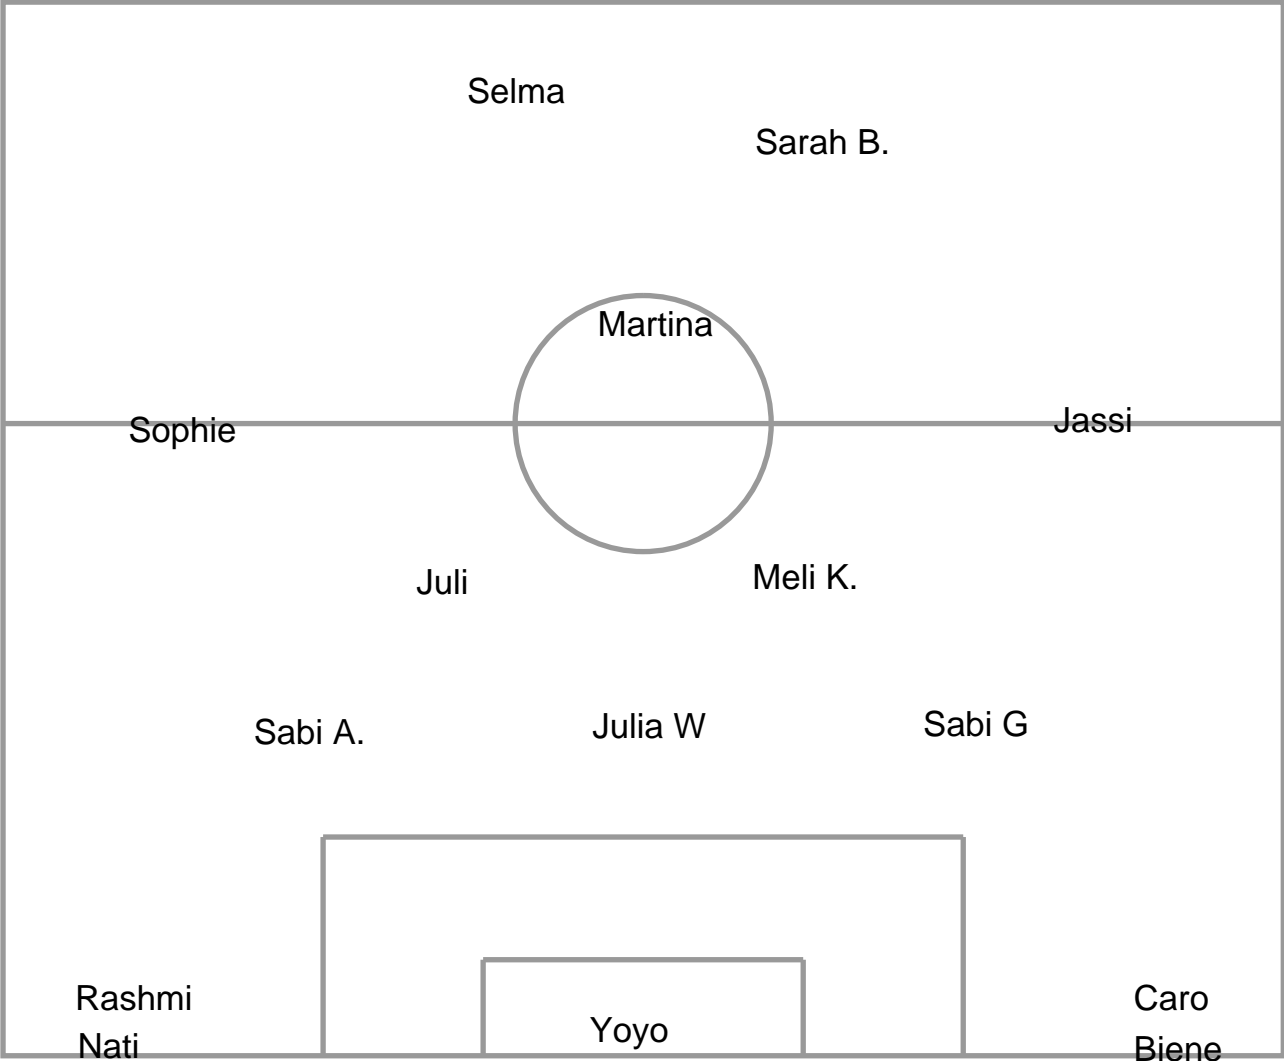 Selma
Sarah B.
Martina
Sophie
Jassi
Juli
Meli K.
Sabi A.
Julia W
Sabi G
Rashmi
Caro
Nati
Yoyo
Biene